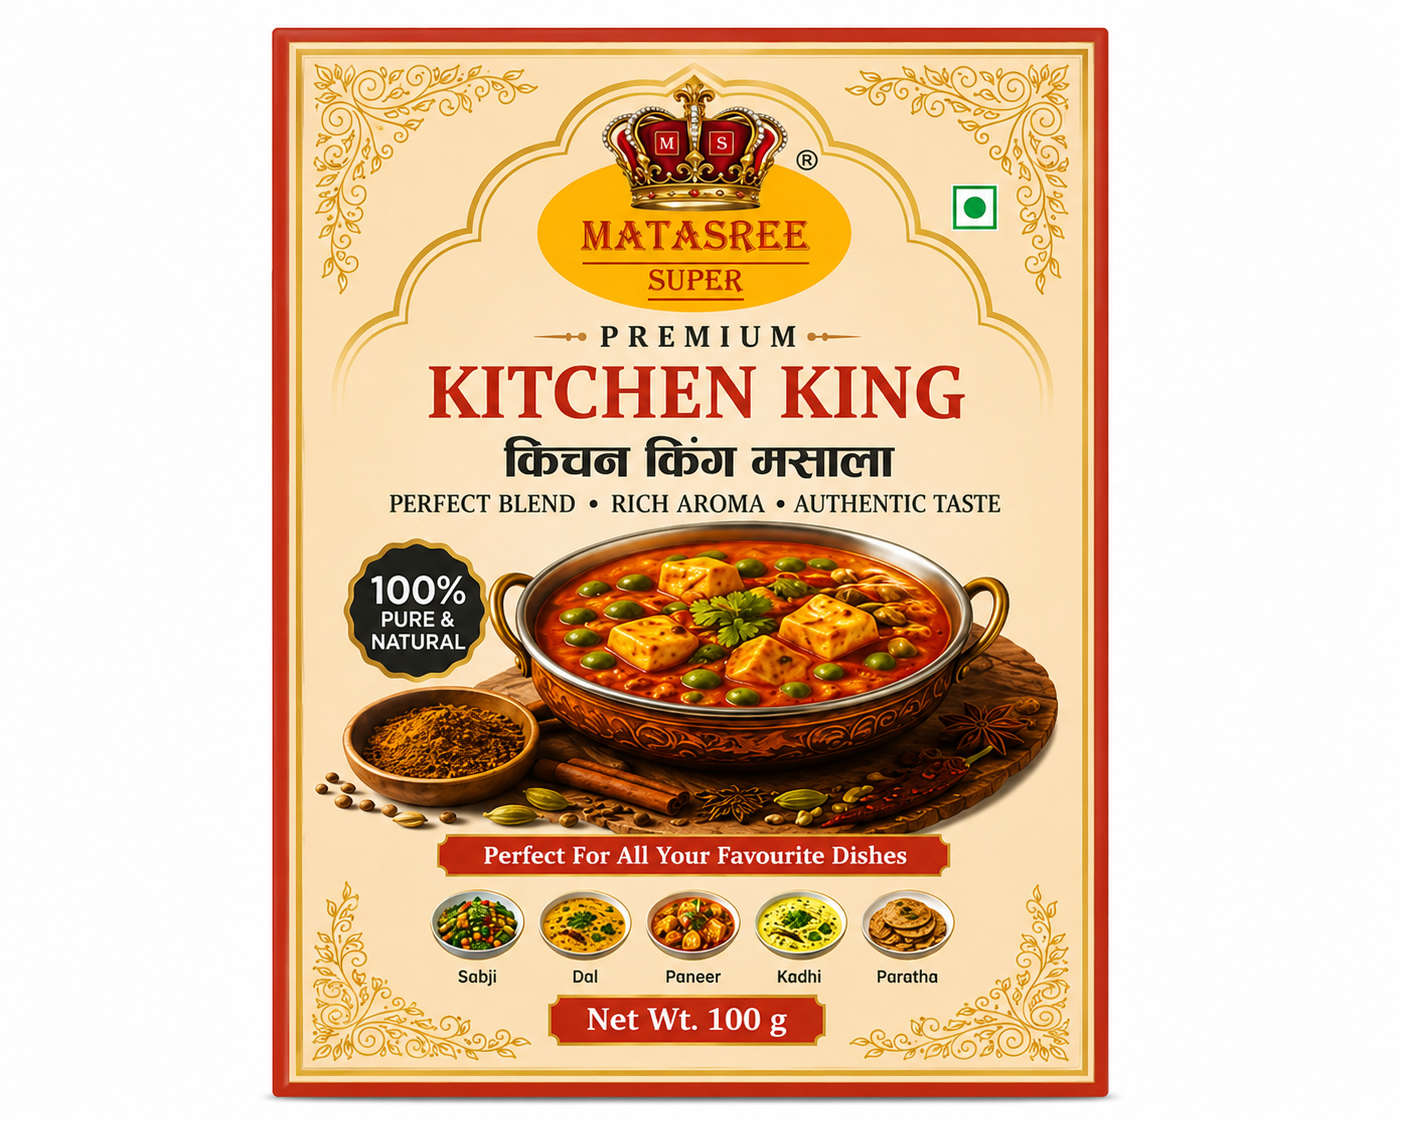 M S
®
MATASREE
SUPER
PREMIUM
KITCHEN KING
किचन किंग मसाला
PERFECT BLEND • RICH AROMA • AUTHENTIC TASTE
100%
PURE &
NATURAL
Perfect For All Your Favourite Dishes
Sabji Dal Paneer Kadhi Paratha
Net Wt. 100 g